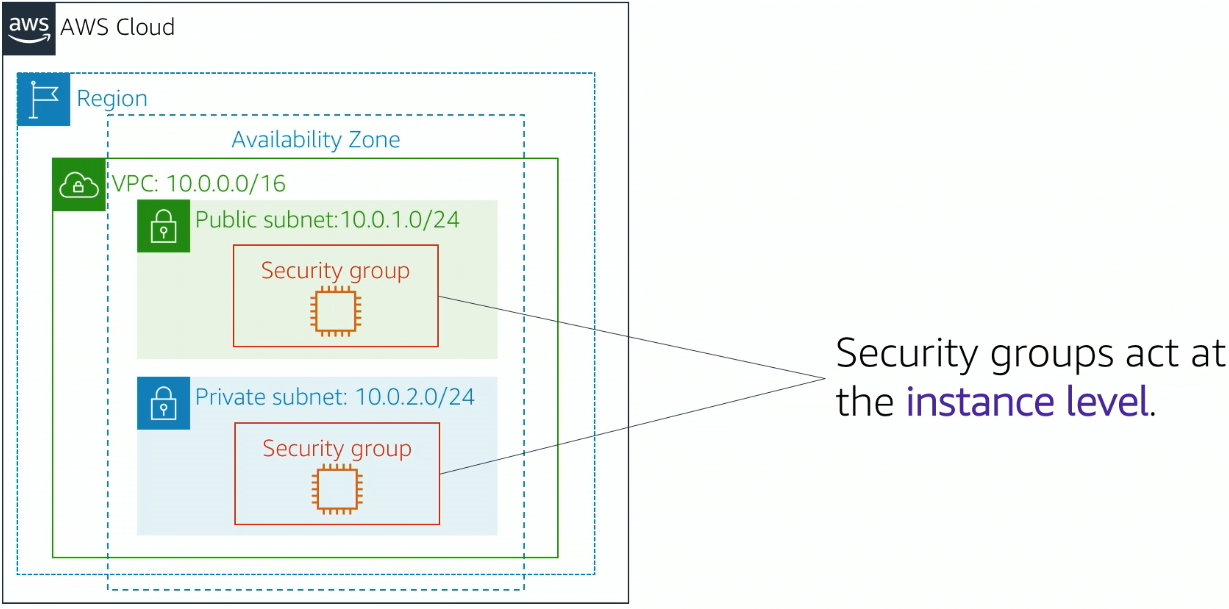 aws
AWS Cloud
Region
Availability Zone
VPC: 10.0.0.0/16
Public subnet:10.0.1.0/24
Security group
Private subnet: 10.0.2.0/24
Security group
Security groups act at
the instance level.